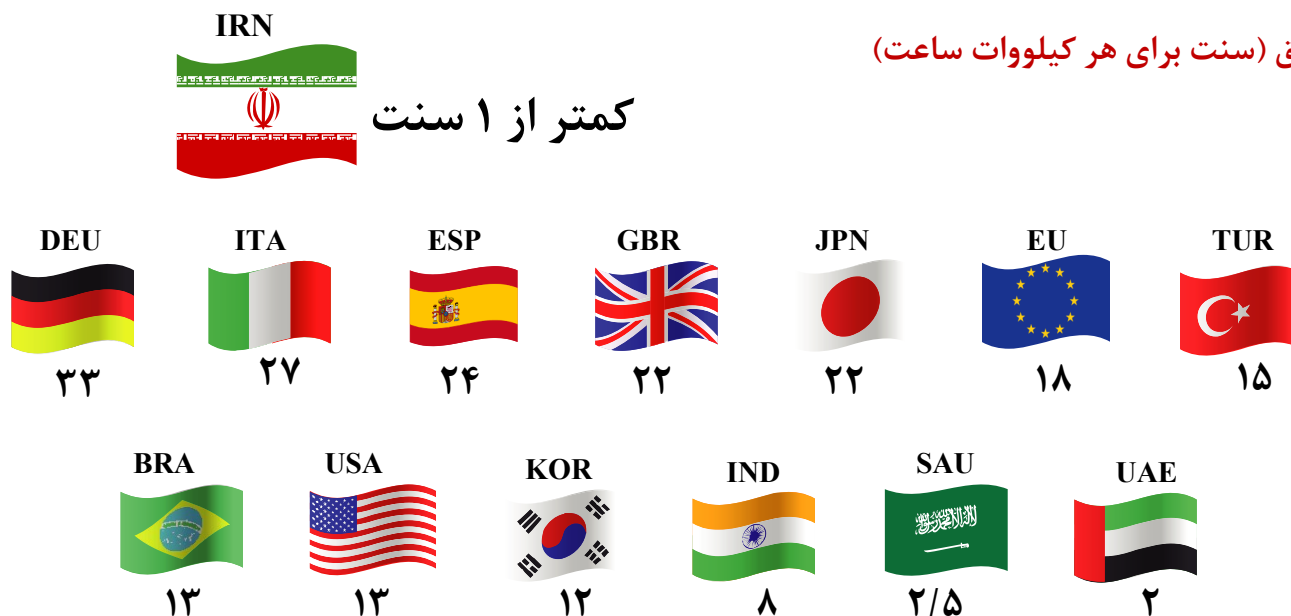 IRN
ق (سنت برای هر کیلووات ساعت)
کمتر از ۱ سنت
DEU ITA ESP GBR JPN EU TUR
۳۳ ۲۷ ۲۴ ۲۲ ۲۲ ۱۸ ۱۵
BRA USA KOR IND SAU UAE
۱۳ ۱۳ ۱۲ ۸ ۲/۵ ۲